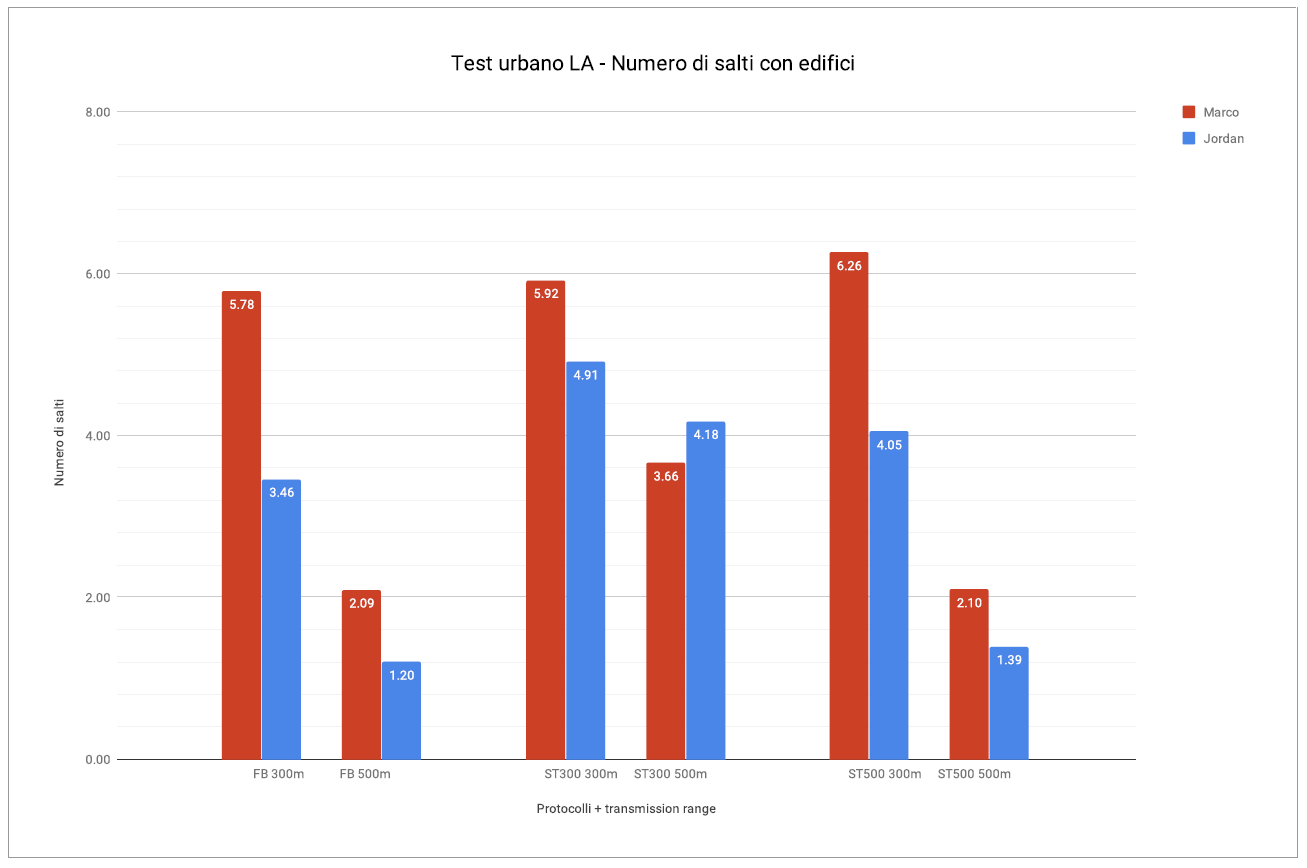 Test urbano LA - Numero di salti con edifici
Marco
Jordan
Numero di salti
8.00
6.00
4.00
2.00
0.00
5.78
3.46
2.09
1.20
5.92
4.91
3.66
4.18
6.26
4.05
2.10
1.39
FB 300m
FB 500m
ST300 300m
ST300 500m
ST500 300m
ST500 500m
Protocolli + transmission range